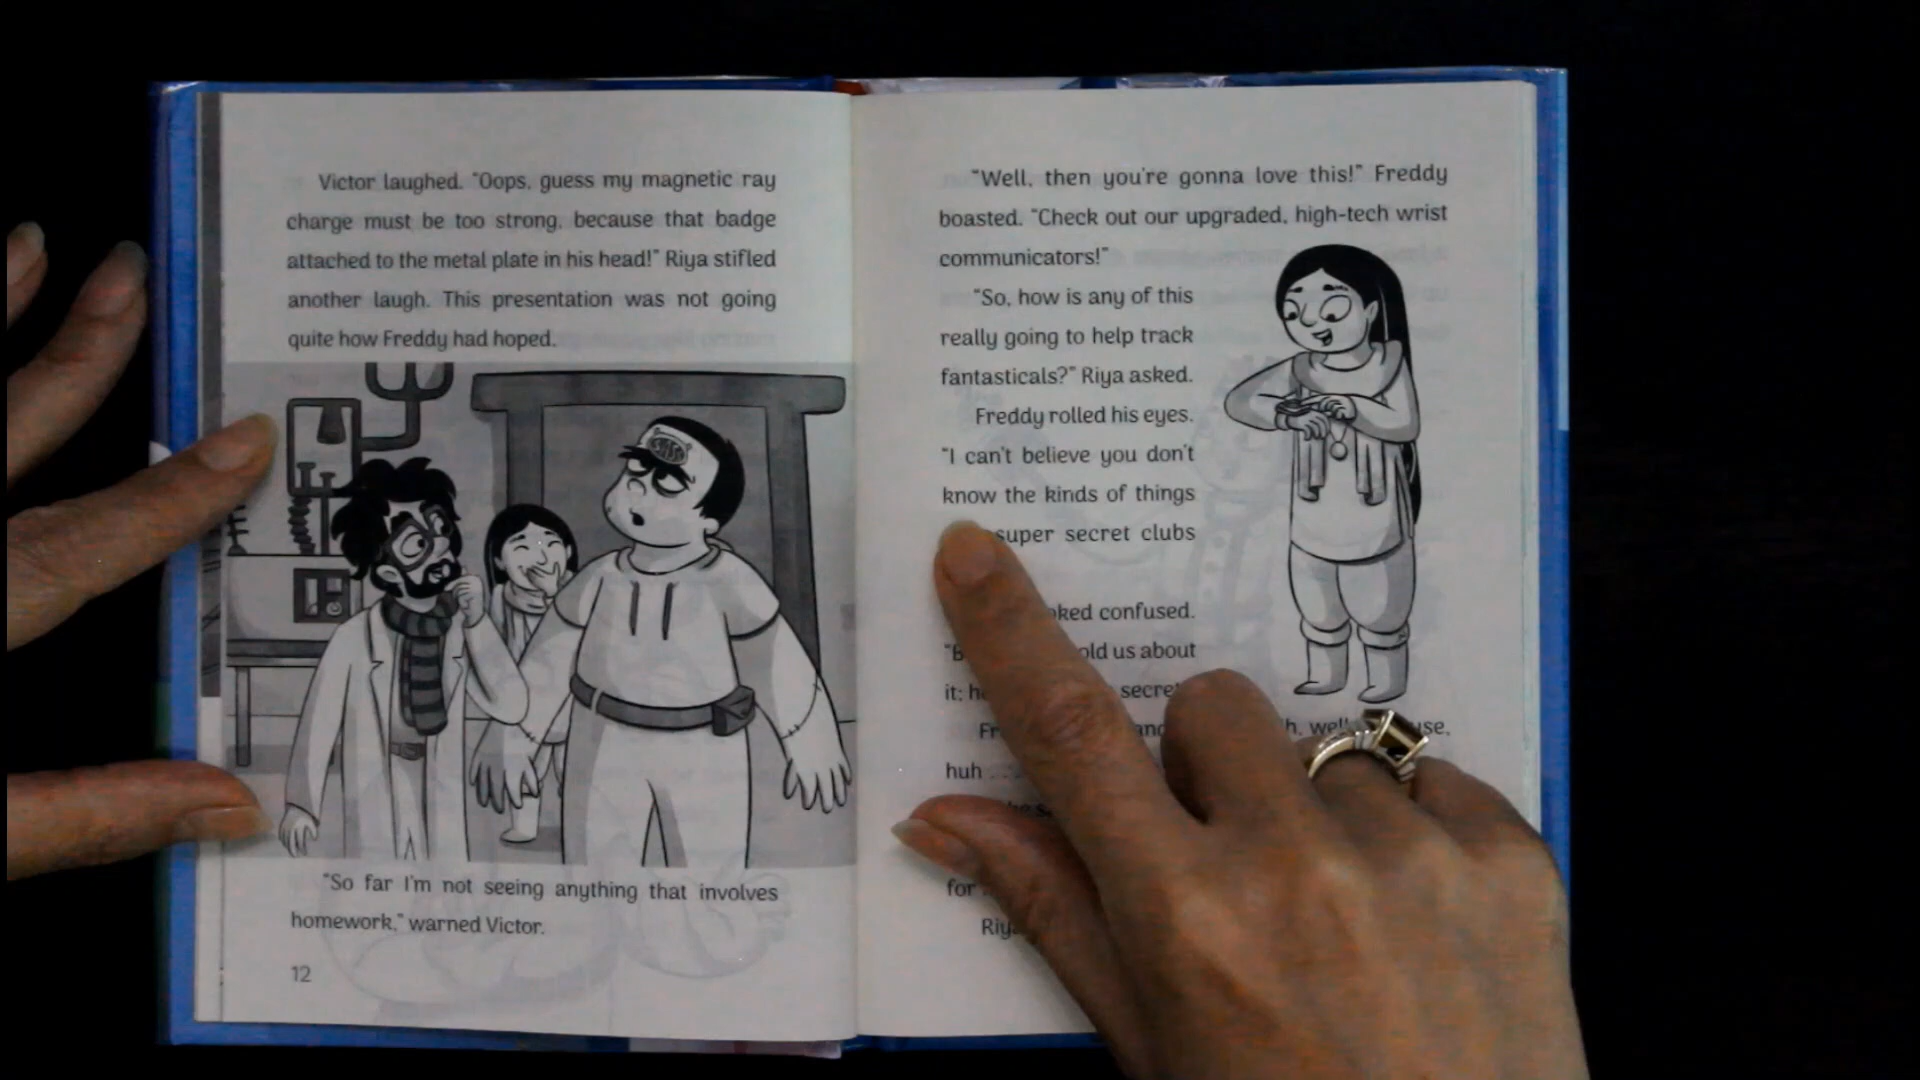 Victor laughed. "Oops, guess my magnetic ray
charge must be too strong, because that badge
attached to the metal plate in his head!" Riya stifled
another laugh. This presentation was not going
quite how Freddy had hoped.
"So far I'm not seeing anything that involves
homework," warned Victor.
12
"Well, then you're gonna love this!" Freddy
boasted. "Check out our upgraded, high-tech wrist
communicators!"
"So, how is any of this
really going to help track
fantasticals?" Riya asked.
Freddy rolled his eyes.
"I can't believe you don't
know the kinds of things
super secret clubs
confused.
us about
it;
huh
for